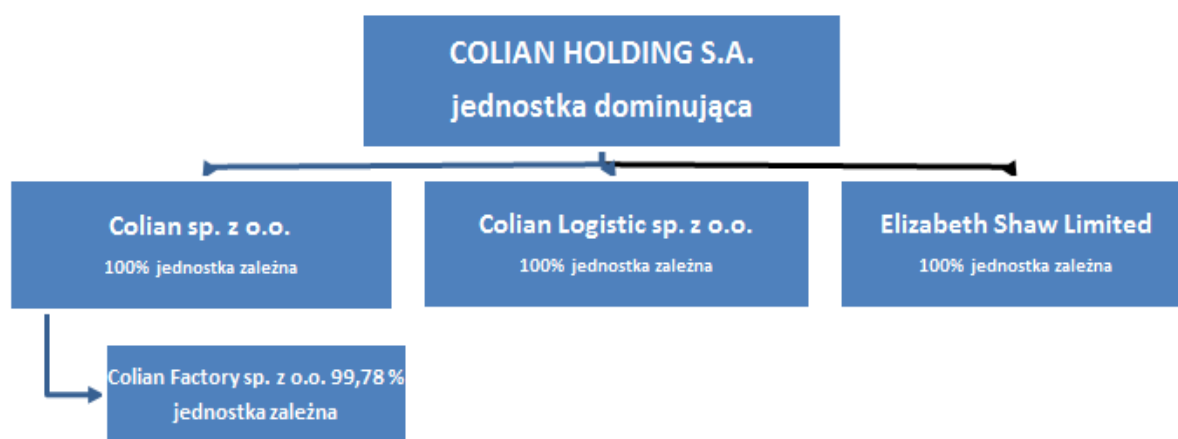 COLIAN HOLDING S.A.
jednostka dominująca
Colian sp. z o.o.
100% jednostka zależna
Colian Logistic sp. z o.o.
100% jednostka zależna
Elizabeth Shaw Limited
100% jednostka zależna
Colian Factory sp. z o.o. 99,78 %
jednostka zależna